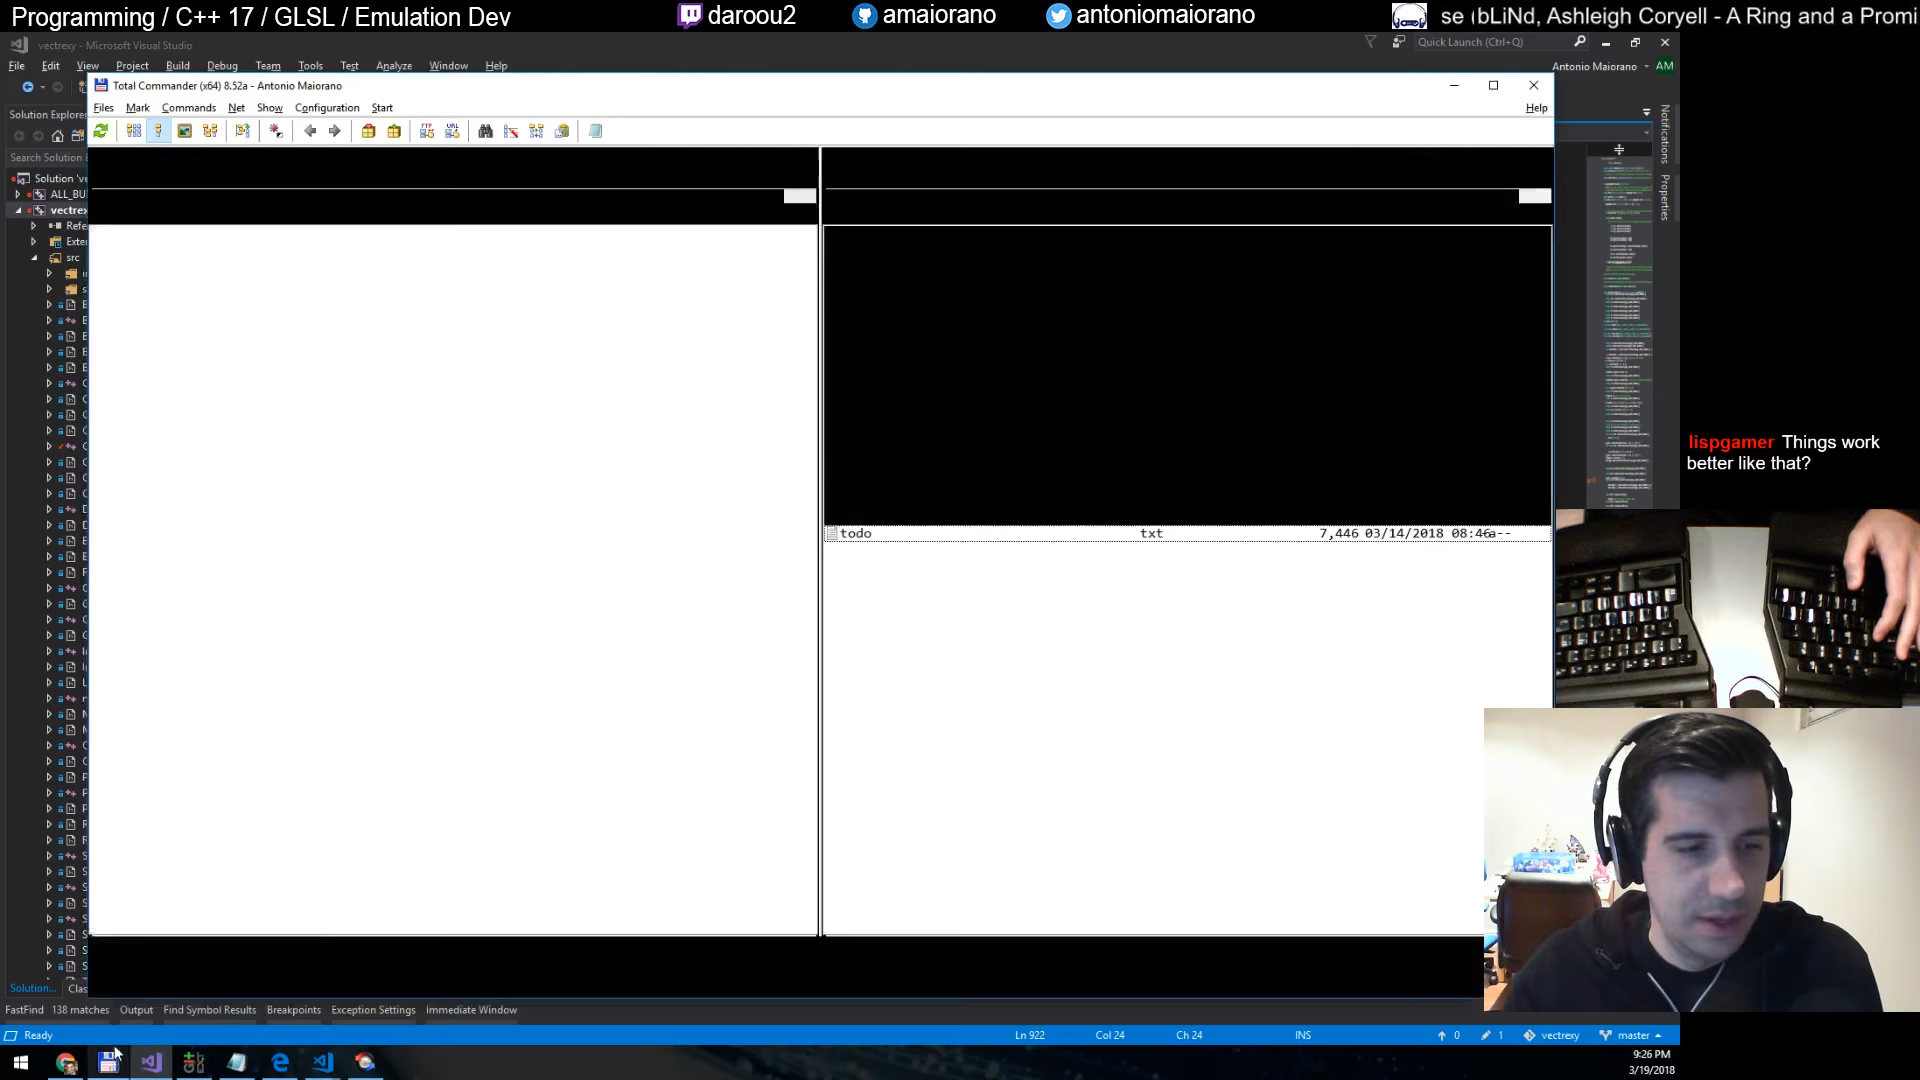 Programming / C++ 17 / GLSL / Emulation Dev
daroou2
amaiorano
antoniomaiorano
se (bLiNd, Ashleigh Coryell - A Ring and a Promi
vectrexy - Microsoft Visual Studio
Quick Launch (Ctrl+Q)
File Edit View Project Build Debug Team Tools Test Analyze Window Help
Antonio Maiorano AM
Total Commander (x64) 8.52a - Antonio Maiorano
Files Mark Commands Net Show Configuration Start
Help
Solution Explorer
Search Solution E
Solution 've
ALL_BU
vectrex
Refe
Exter
src
FTP
URL
Notifications
Properties
todo txt 7,446 03/14/2018 08:46 a--
lispgamer Things work
better like that?
Solution... Clas
FastFind 138 matches Output Find Symbol Results Breakpoints Exception Settings Immediate Window
Ready
Ln 922 Col 24 Ch 24 INS
0 1 vectrexy master
9:26 PM
3/19/2018